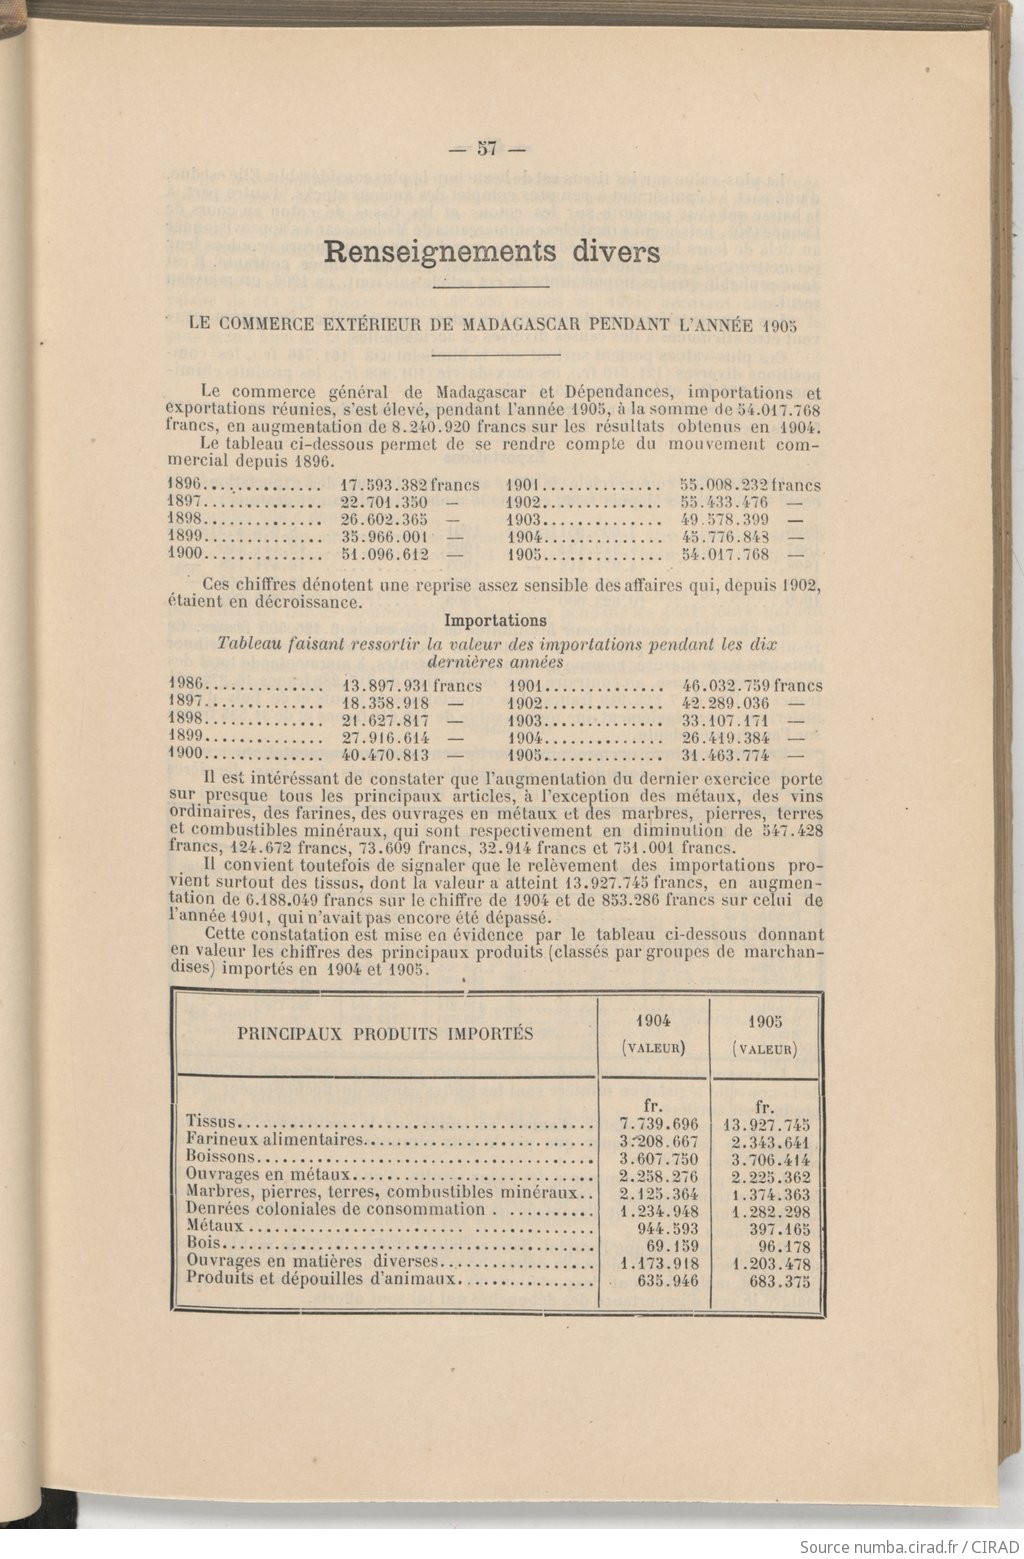 — 57 —
Renseignements divers
LE COMMERCE EXTÉRIEUR DE MADAGASCAR PENDANT L'ANNÉE 1905
Le commerce général de Madagascar et Dépendances, importations et
exportations réunies, s'est élevé, pendant l'année 1905, à la somme de 54.017.768
francs, en augmentation de 8.240.920 francs sur les résultats obtenus en 1904.
Le tableau ci-dessous permet de se rendre compte du mouvement com-
mercial depuis 1896.
1896.............. 17.593.382 francs 1901.............. 55.008.232 francs
1897.............. 22.701.350 — 1902.............. 55.433.476 —
1898.............. 26.602.365 — 1903.............. 49.578.399 —
1899.............. 35.966.001 — 1904.............. 45.776.848 —
1900.............. 51.096.612 — 1905.............. 54.017.768 —
Ces chiffres dénotent une reprise assez sensible des affaires qui, depuis 1902,
étaient en décroissance.
Importations
Tableau faisant ressortir la valeur des importations pendant les dix
dernières années
1986.............. 13.897.931 francs 1901.............. 46.032.759 francs
1897.............. 18.358.918 — 1902.............. 42.289.036 —
1898.............. 21.627.817 — 1903.............. 33.107.171 —
1899.............. 27.916.614 — 1904.............. 26.419.384 —
1900.............. 40.470.813 — 1905.............. 31.463.774 —
Il est intéréssant de constater que l'augmentation du dernier exercice porte
sur presque tous les principaux articles, à l'exception des métaux, des vins
ordinaires, des farines, des ouvrages en métaux et des marbres, pierres, terres
et combustibles minéraux, qui sont respectivement en diminution de 547.428
francs, 124.672 francs, 73.609 francs, 32.914 francs et 751.001 francs.
Il convient toutefois de signaler que le relèvement des importations pro-
vient surtout des tissus, dont la valeur a atteint 13.927.745 francs, en augmen-
tation de 6.188.049 francs sur le chiffre de 1904 et de 853.286 francs sur celui de
l'année 1901, qui n'avait pas encore été dépassé.
Cette constatation est mise en évidence par le tableau ci-dessous donnant
en valeur les chiffres des principaux produits (classés par groupes de marchan-
dises) importés en 1904 et 1905.
PRINCIPAUX PRODUITS IMPORTÉS 1904 (VALEUR) 1905 (VALEUR)
fr. fr.
Tissus........................................ 7.739.696 13.927.745
Farineux alimentaires.......................... 3.208.667 2.343.641
Boissons....................................... 3.607.750 3.706.414
Ouvrages en métaux............................. 2.258.276 2.225.362
Marbres, pierres, terres, combustibles minéraux.. 2.125.364 1.374.363
Denrées coloniales de consommation . .......... 1.234.948 1.282.298
Métaux ........................................ 944.593 397.165
Bois........................................... 69.159 96.178
Ouvrages en matières diverses.................. 1.173.918 1.203.478
Produits et dépouilles d'animaux................ 635.946 683.375
Source numba.cirad.fr / CIRAD